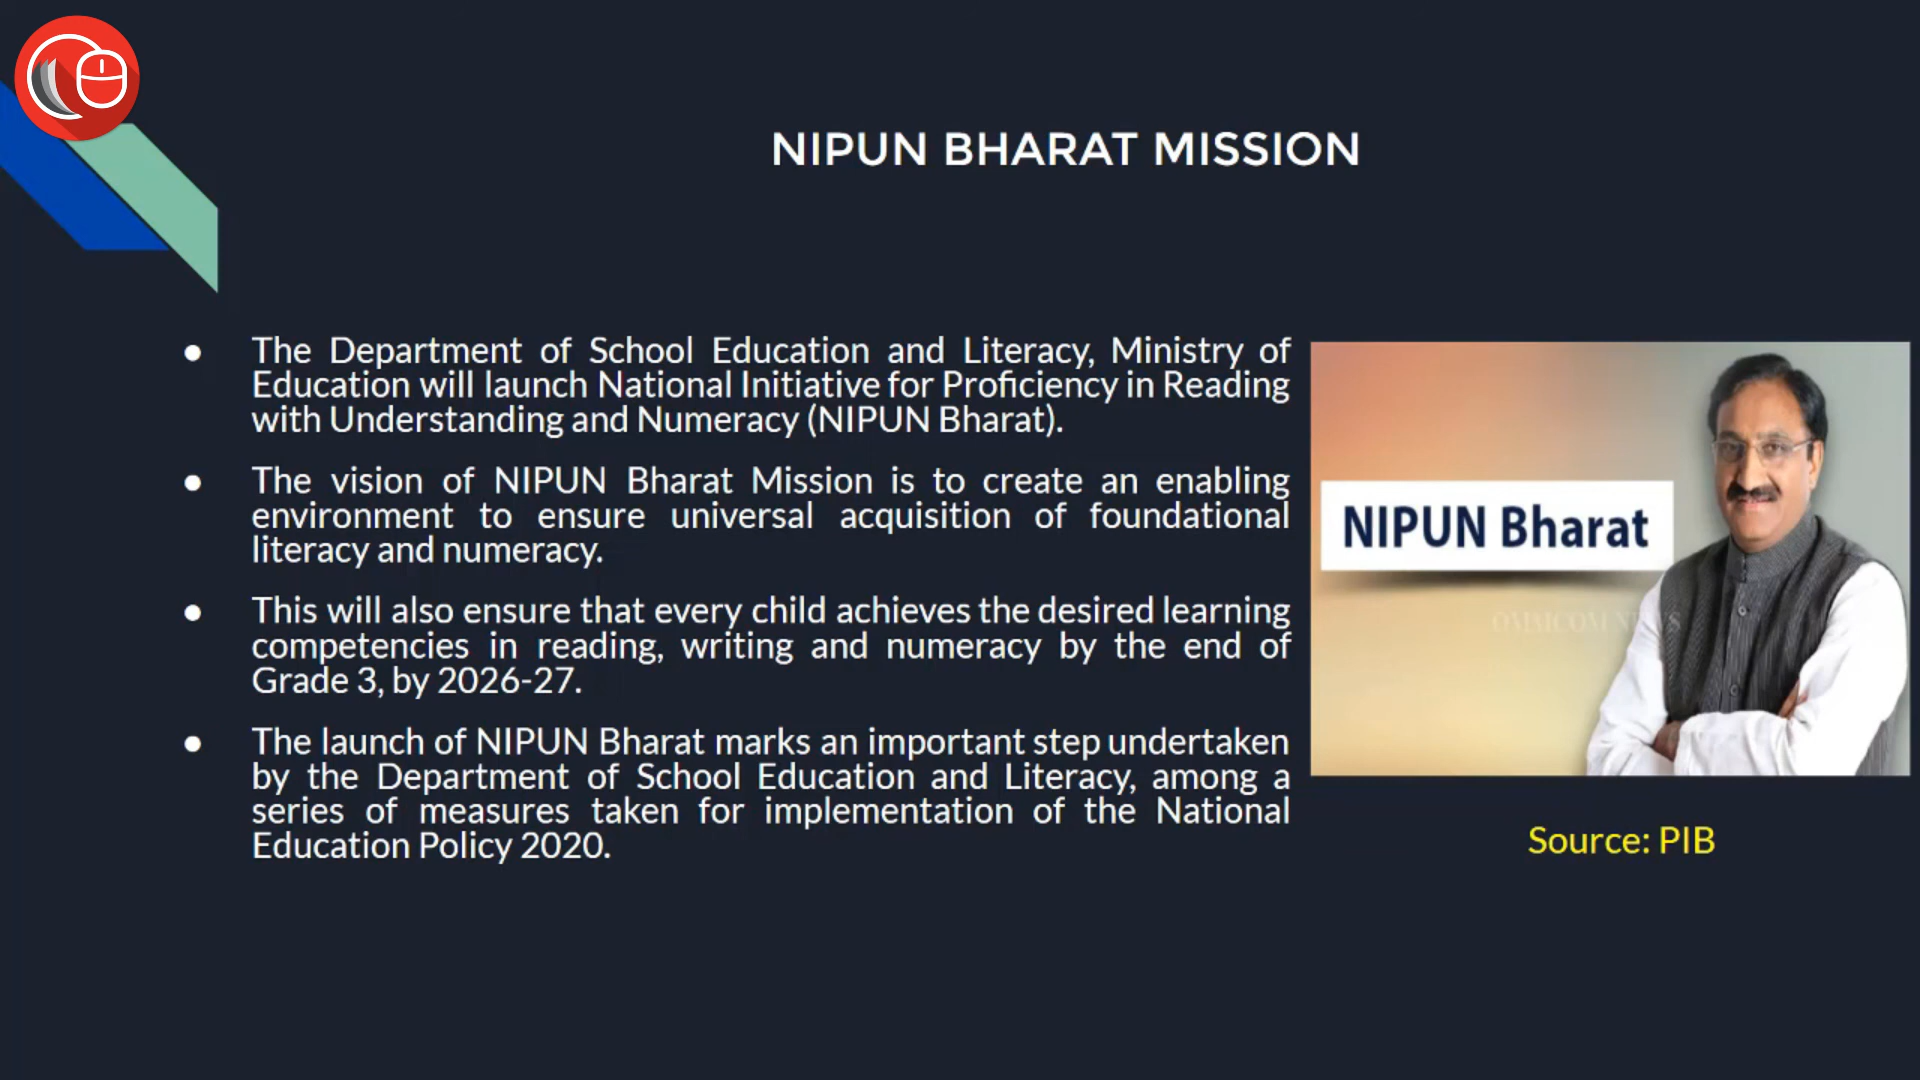 NIPUN BHARAT MISSION
● The Department of School Education and Literacy, Ministry of
Education will launch National Initiative for Proficiency in Reading
with Understanding and Numeracy (NIPUN Bharat).
● The vision of NIPUN Bharat Mission is to create an enabling
environment to ensure universal acquisition of foundational
literacy and numeracy.
● This will also ensure that every child achieves the desired learning
competencies in reading, writing and numeracy by the end of
Grade 3, by 2026-27.
● The launch of NIPUN Bharat marks an important step undertaken
by the Department of School Education and Literacy, among a
series of measures taken for implementation of the National
Education Policy 2020.
NIPUN Bharat
OMMCOM NEWS
Source: PIB